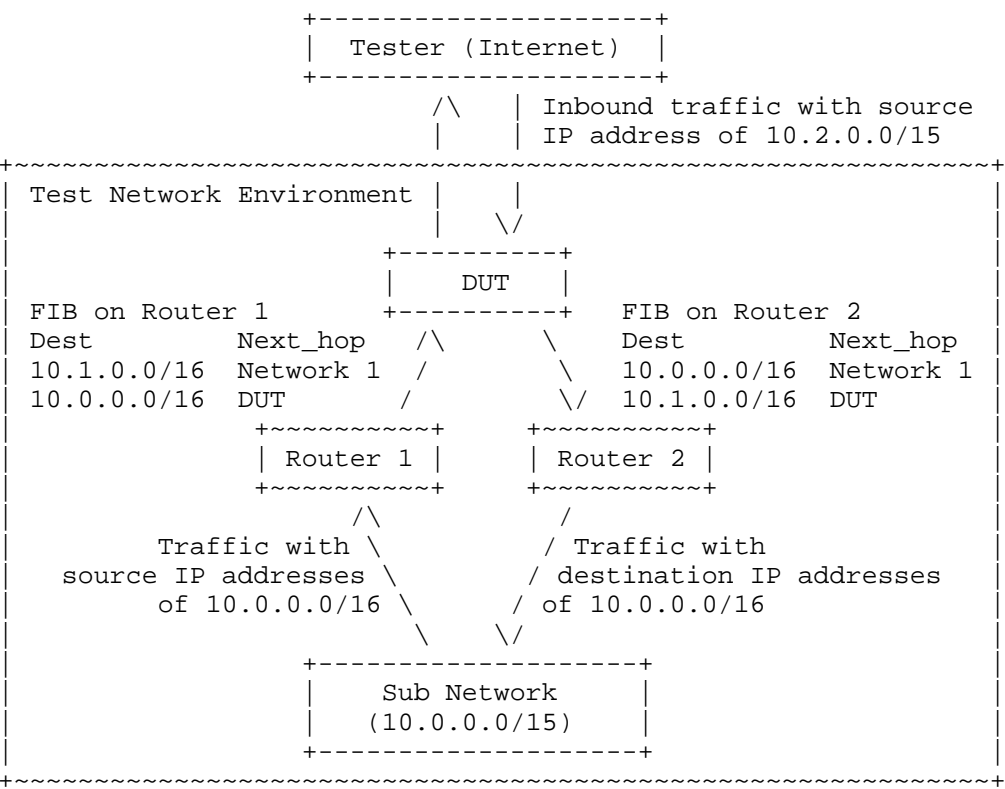 Tester (Internet)
Inbound traffic with source
IP address of 10.2.0.0/15
Test Network Environment
DUT
FIB on Router 1
Dest Next_hop
10.1.0.0/16 Network 1
10.0.0.0/16 DUT
FIB on Router 2
Dest Next_hop
10.0.0.0/16 Network 1
10.1.0.0/16 DUT
Router 1
Router 2
Traffic with
source IP addresses
of 10.0.0.0/16
Traffic with
destination IP addresses
of 10.0.0.0/16
Sub Network
(10.0.0.0/15)